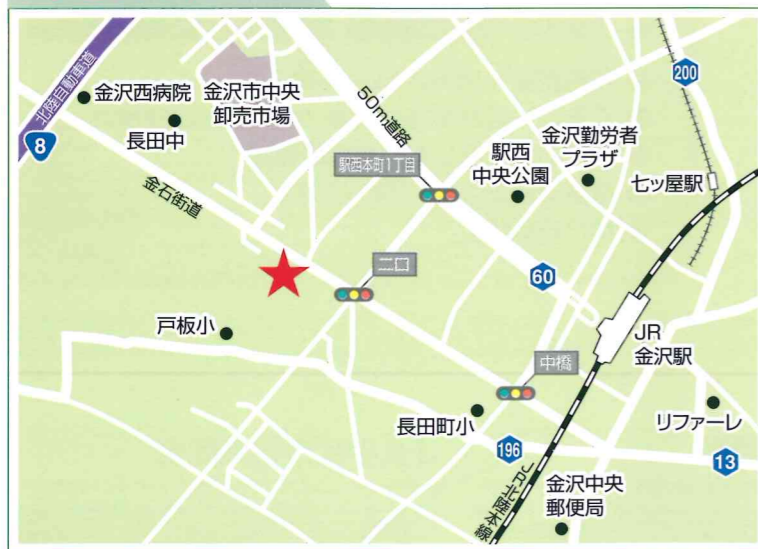 北陸自動車道
8
金沢西病院
長田中
金沢市中央
卸売市場
50m道路
駅西本町1丁目
駅西
中央公園
金沢勤労者
プラザ
200
七ッ屋駅
金石街道
二口
60
戸板小
JR
金沢駅
中橋
長田町小
リファーレ
196
13
JR北陸本線
金沢中央
郵便局